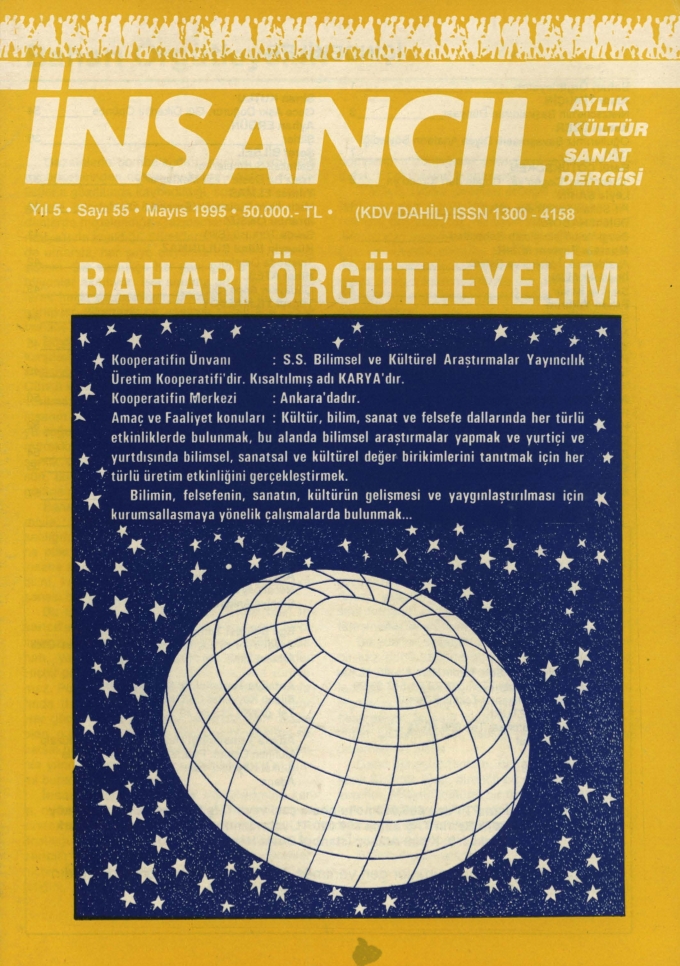 İNSANCIL
AYLIK
KÜLTÜR
SANAT
DERGİSİ
Yıl 5 • Sayı 55 • Mayıs 1995 • 50.000.- TL • (KDV DAHİL) ISSN 1300 - 4158
BAHARI ÖRGÜTLEYELİM
Kooperatifin Ünvanı : S.S. Bilimsel ve Kültürel Araştırmalar Yayıncılık
Üretim Kooperatifi'dir. Kısaltılmış adı KARYA'dır.
Kooperatifin Merkezi : Ankara'dadır.
Amaç ve Faaliyet konuları : Kültür, bilim, sanat ve felsefe dallarında her türlü
etkinliklerde bulunmak, bu alanda bilimsel araştırmalar yapmak ve yurtiçi ve
yurtdışında bilimsel, sanatsal ve kültürel değer birikimlerini tanıtmak için her
türlü üretim etkinliğini gerçekleştirmek.
Bilimin, felsefenin, sanatın, kültürün gelişmesi ve yaygınlaştırılması için
kurumsallaşmaya yönelik çalışmalarda bulunmak...